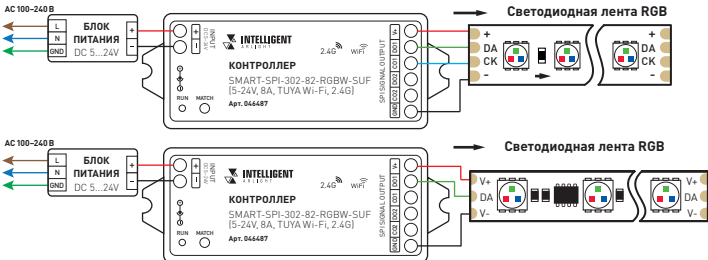 AC 100-240 В
L
N
GND
БЛОК
ПИТАНИЯ
DC 5...24V
+
–
+
–
INPUT
DC5-24V
RUN
MATCH
INTELLIGENT
ARLIGHT
2.4G
WiFi
КОНТРОЛЛЕР
SMART-SPI-302-82-RGBW-SUF
(5-24V, 8A, TUYA Wi-Fi, 2.4G)
Арт. 046487
SPI SIGNAL OUTPUT
V+
DO1
CO1
DO2
CO2
GND
Светодиодная лента RGB
+
DA
CK
-
+
DA
CK
-
AC 100-240 В
L
N
GND
БЛОК
ПИТАНИЯ
DC 5...24V
+
–
+
–
INPUT
DC5-24V
RUN
MATCH
INTELLIGENT
ARLIGHT
2.4G
WiFi
КОНТРОЛЛЕР
SMART-SPI-302-82-RGBW-SUF
(5-24V, 8A, TUYA Wi-Fi, 2.4G)
Арт. 046487
SPI SIGNAL OUTPUT
V+
DO1
CO1
DO2
CO2
GND
Светодиодная лента RGB
V+
DA
V-
V+
DA
V-